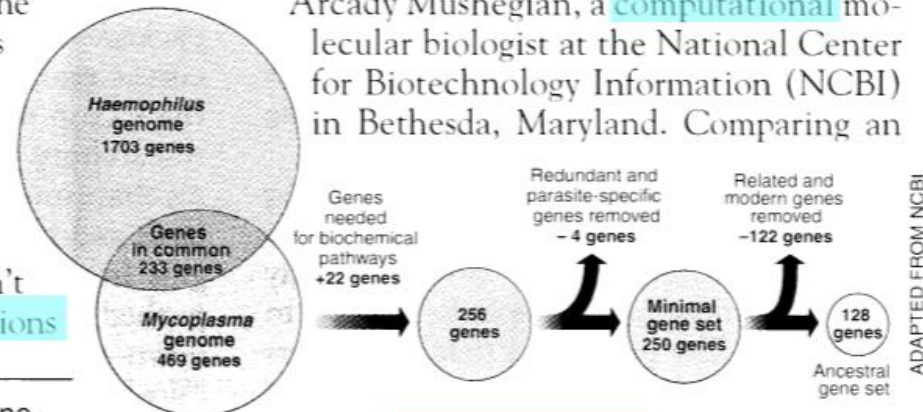 ne
s
Arcady Mushegian, a computational mo-
lecular biologist at the National Center
for Biotechnology Information (NCBI)
in Bethesda, Maryland. Comparing an
Haemophilus
genome
1703 genes
Genes
in common
233 genes
Mycoplasma
genome
469 genes
n't
ions
Genes
needed
for biochemical
pathways
+22 genes
256
genes
Redundant and
parasite-specific
genes removed
– 4 genes
Minimal
gene set
250 genes
Related and
modern genes
removed
–122 genes
128
genes
Ancestral
gene set
ADAPTED FROM NCBI